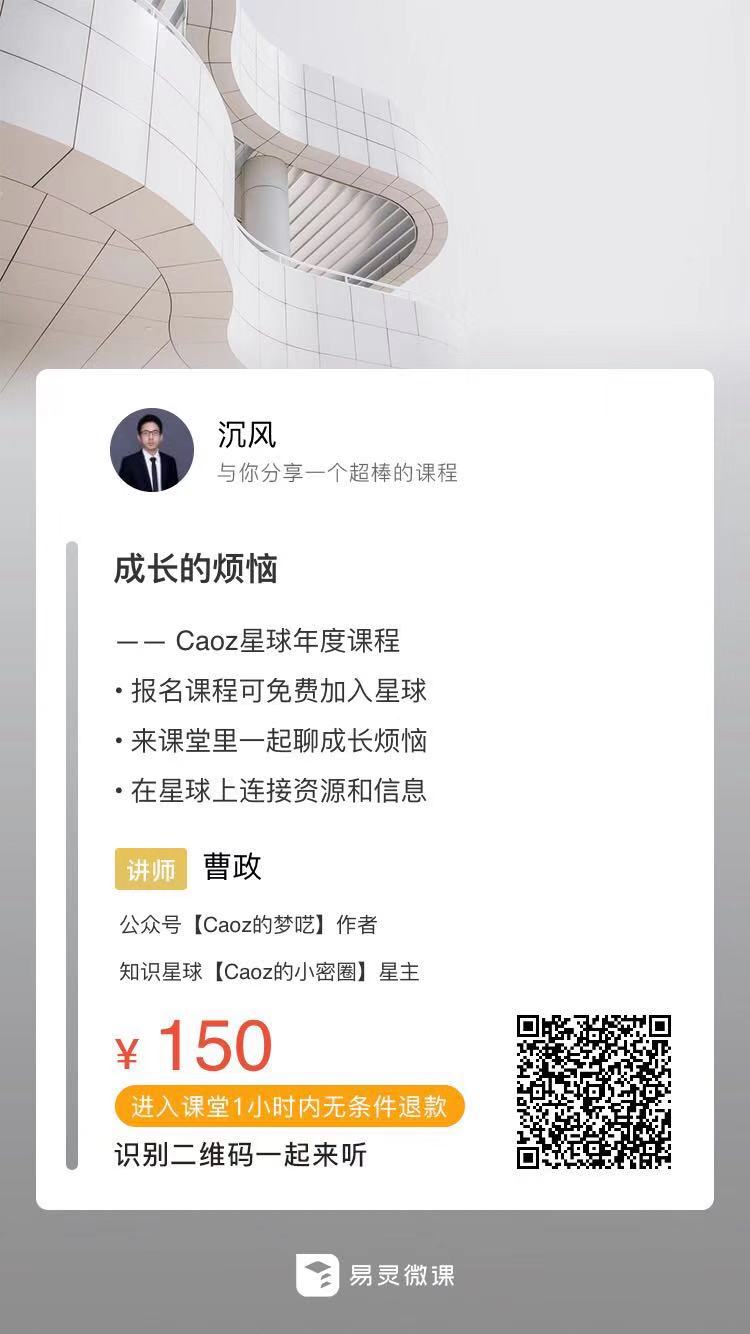 沉风
与你分享一个超棒的课程
成长的烦恼
—— Caoz星球年度课程
• 报名课程可免费加入星球
• 来课堂里一起聊成长烦恼
• 在星球上连接资源和信息
讲师 曹政
公众号【Caoz的梦呓】作者
知识星球【Caoz的小密圈】星主
¥ 150
进入课堂1小时内无条件退款
识别二维码一起来听
易灵微课